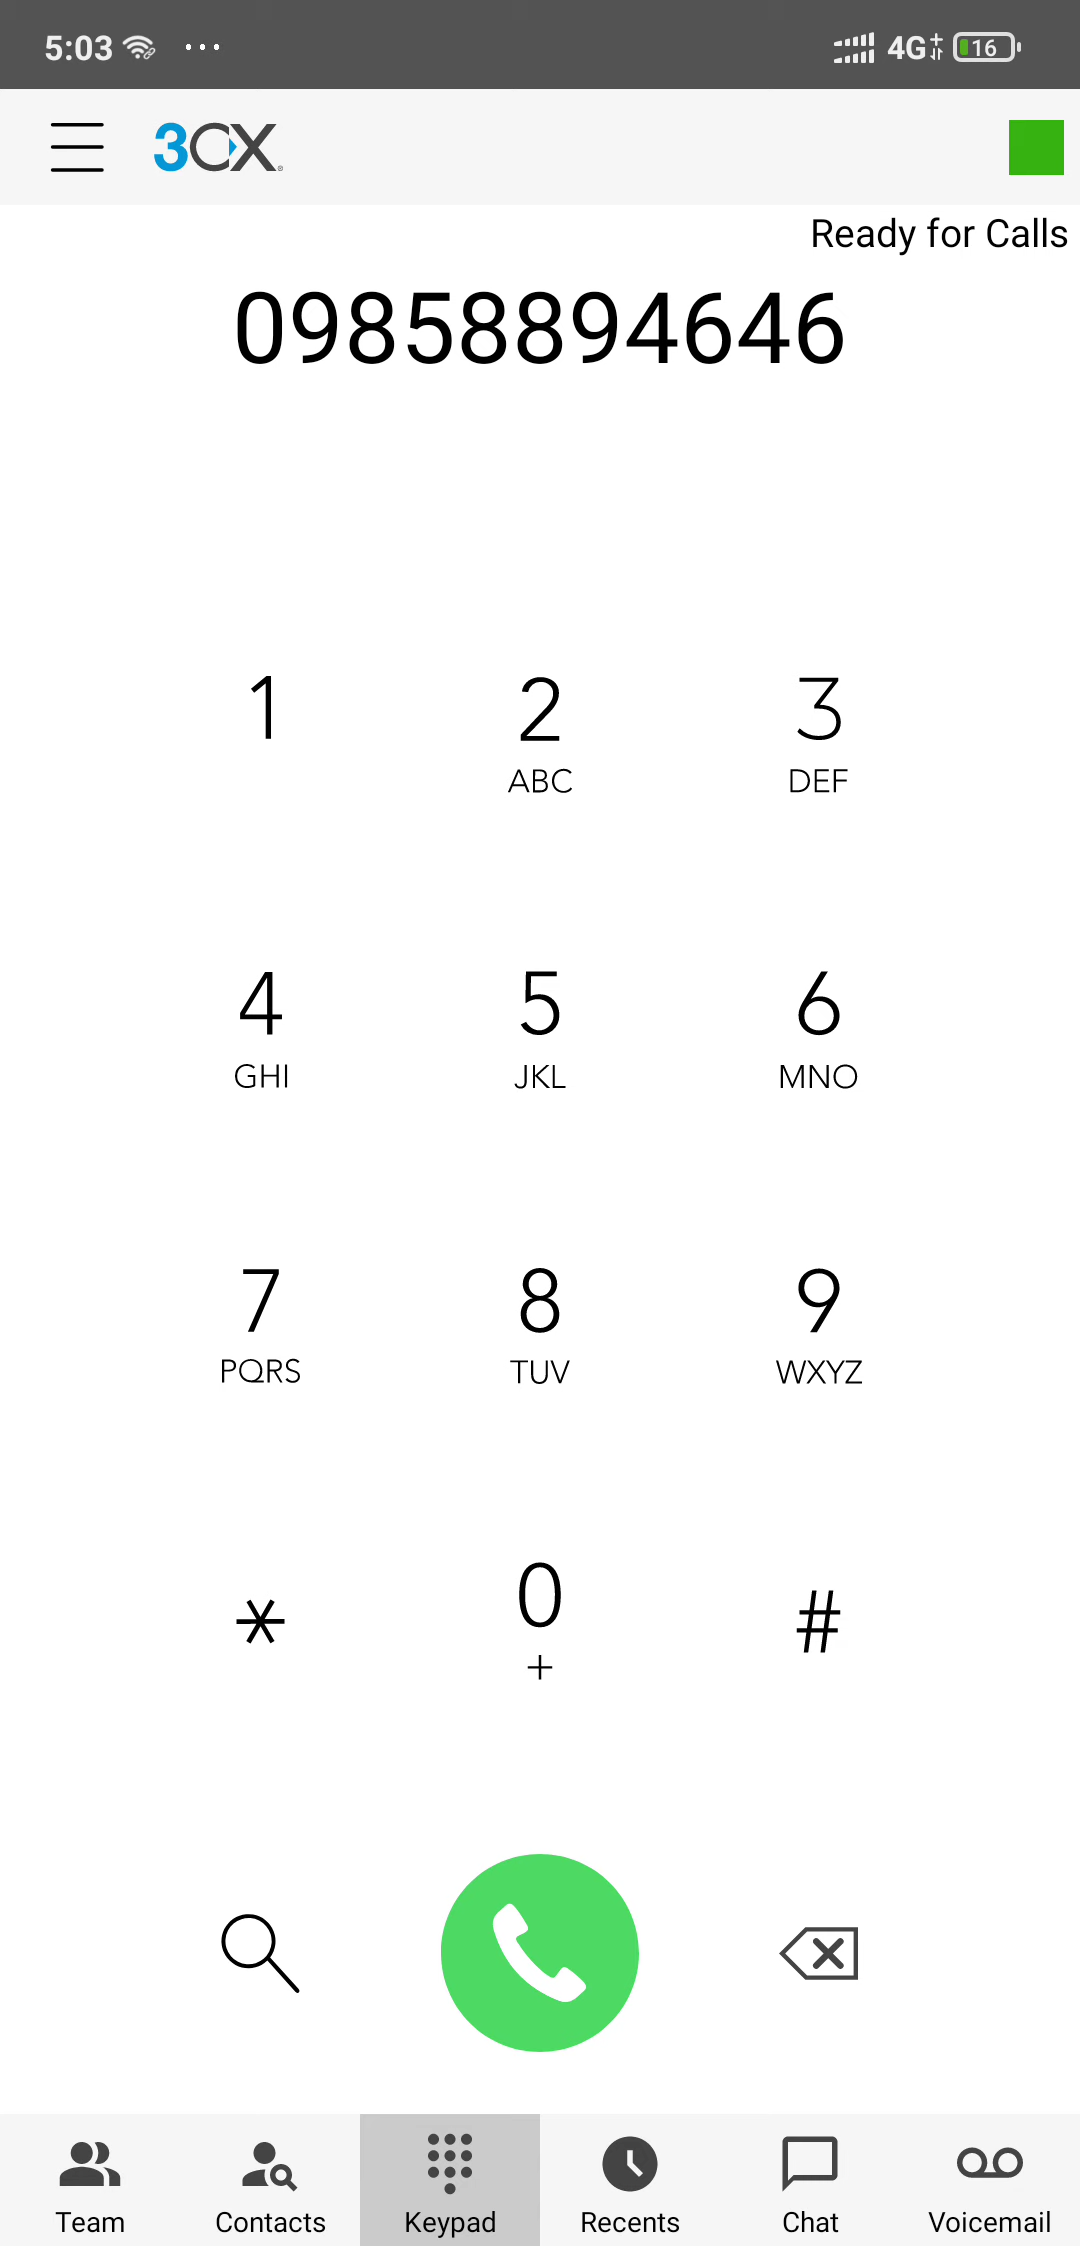 5:03 ... 4G 16
3CX
Ready for Calls
09858894646
1 2 3
ABC DEF
4 5 6
GHI JKL MNO
7 8 9
PQRS TUV WXYZ
* 0 #
+
Team Contacts Keypad Recents Chat Voicemail